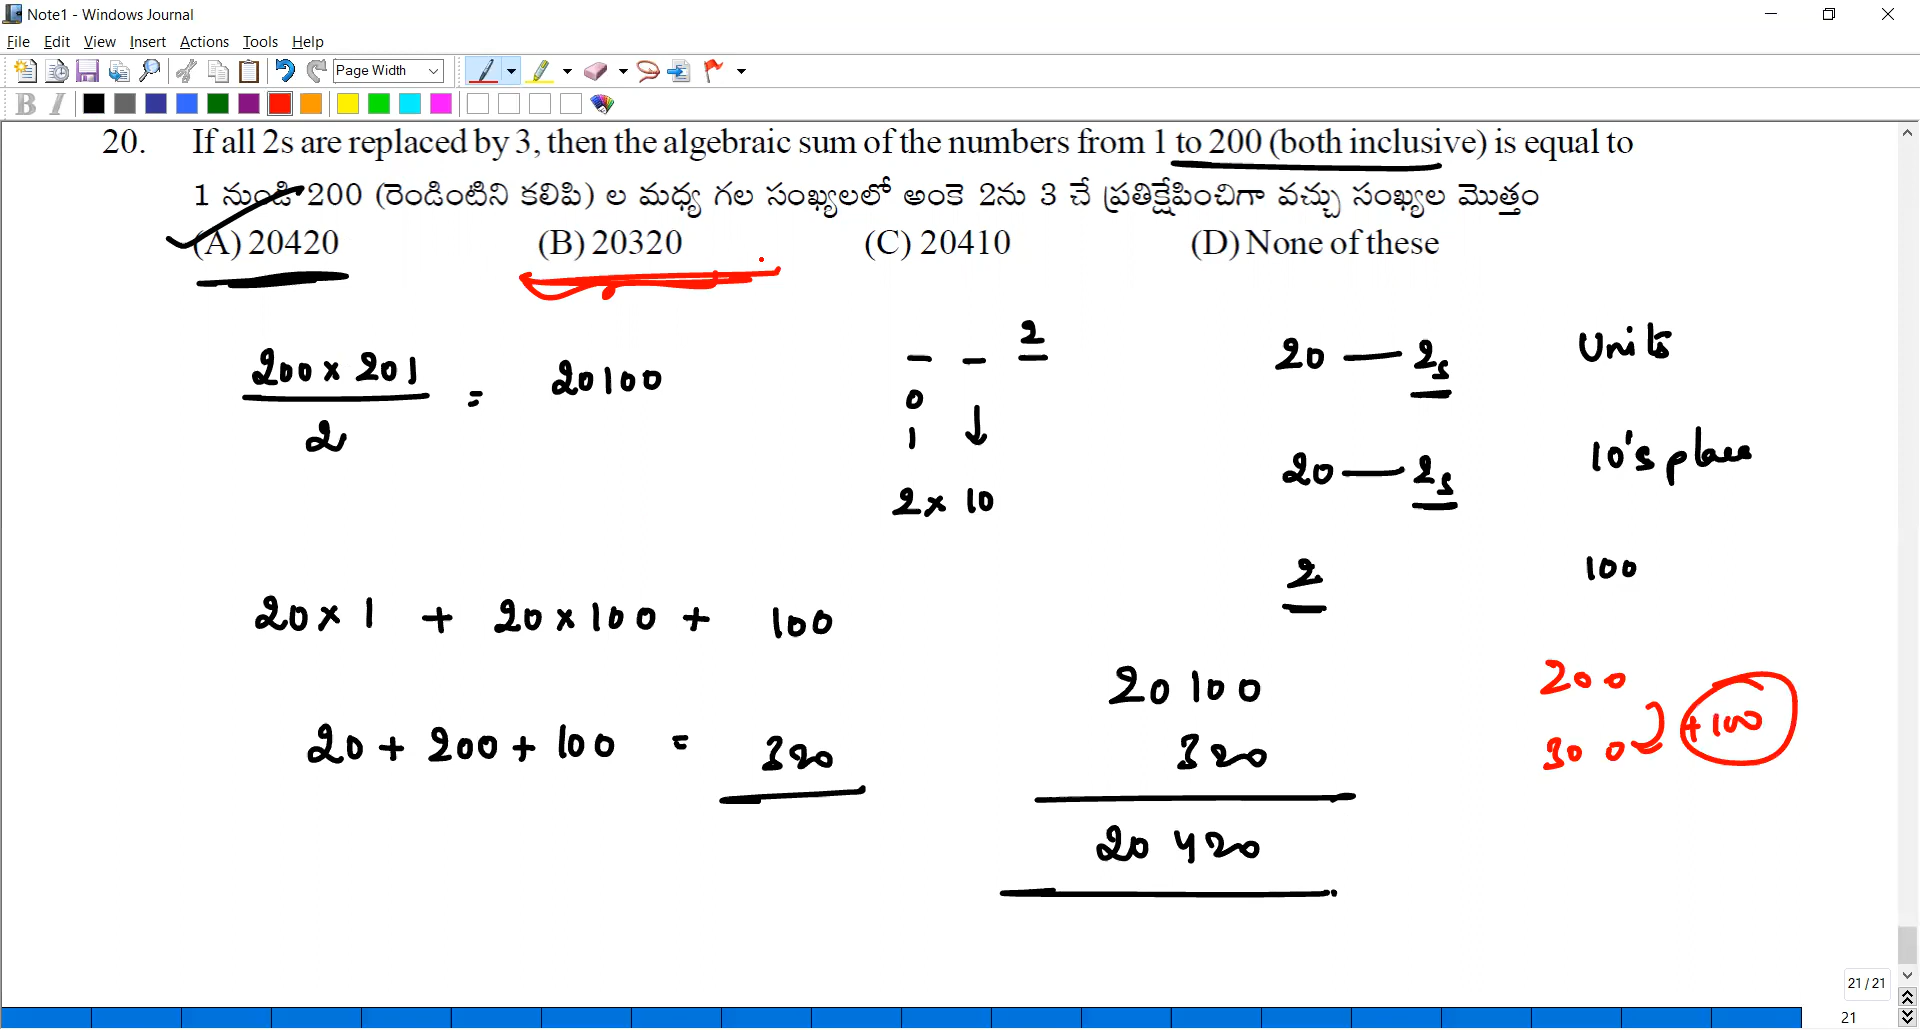 Note1 - Windows Journal
File Edit View Insert Actions Tools Help
Page Width
B I
20. If all 2s are replaced by 3, then the algebraic sum of the numbers from 1 to 200 (both inclusive) is equal to
1 నుండి 200 (రెండింటిని కలిపి) ల మధ్య గల సంఖ్యలలో అంకె 2ను 3 చే ప్రతిక్షేపించిగా వచ్చు సంఖ్యల మొత్తం
(A) 20420 (B) 20320 (C) 20410 (D) None of these
200 × 201 / 2 = 20100
_ _ 2
0
1 ↓
2 × 10
20 — 2s Units
20 — 2s 10's place
2 100
20 × 1 + 20 × 100 + 100
20 + 200 + 100 = 320
20 100
320
20 420
200
300 +100
21 / 21
21